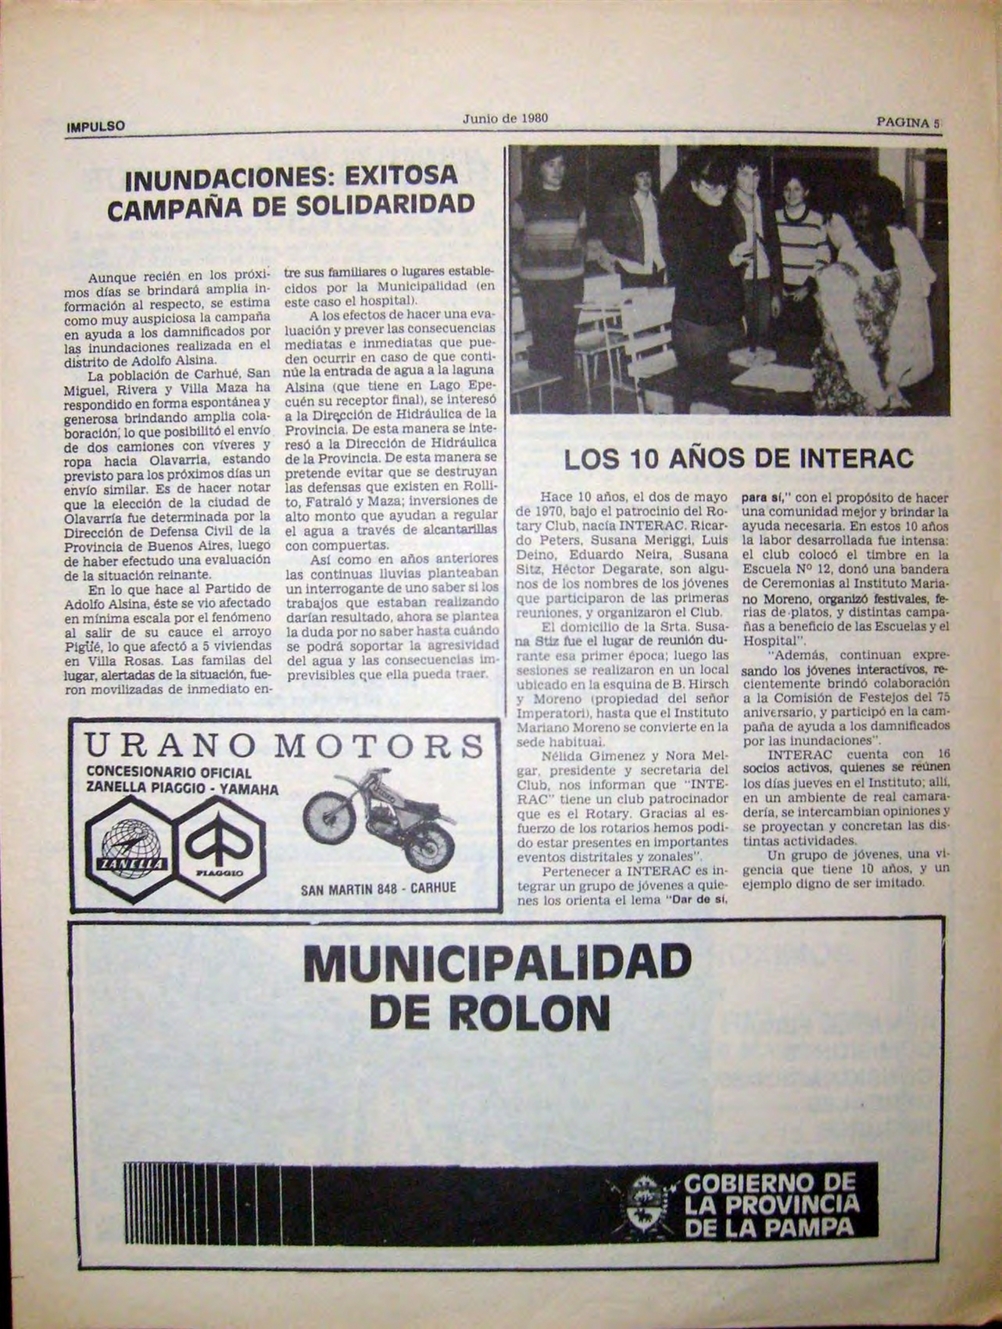 IMPULSO
Junio de 1980
PAGINA 5
INUNDACIONES: EXITOSA
CAMPAÑA DE SOLIDARIDAD
Aunque recién en los próxi-
mos días se brindará amplia in-
formación al respecto, se estima
como muy auspiciosa la campaña
en ayuda a los damnificados por
las inundaciones realizada en el
distrito de Adolfo Alsina.
La población de Carhué, San
Miguel, Rivera y Villa Maza ha
respondido en forma espontánea y
generosa brindando amplia cola-
boración; lo que posibilitó el envío
de dos camiones con víveres y
ropa hacia Olavarría, estando
previsto para los próximos días un
envío similar. Es de hacer notar
que la elección de la ciudad de
Olavarría fue determinada por la
Dirección de Defensa Civil de la
Provincia de Buenos Aires, luego
de haber efectudo una evaluación
de la situación reinante.
En lo que hace al Partido de
Adolfo Alsina, éste se vio afectado
en mínima escala por el fenómeno
al salir de su cauce el arroyo
Pigüé, lo que afectó a 5 viviendas
en Villa Rosas. Las familas del
lugar, alertadas de la situación, fue-
ron movilizadas de inmediato en-
tre sus familiares o lugares estable-
cidos por la Municipalidad (en
este caso el hospital).
A los efectos de hacer una eva-
luación y prever las consecuencias
mediatas e inmediatas que pue-
den ocurrir en caso de que conti-
núe la entrada de agua a la laguna
Alsina (que tiene en Lago Epe-
cuén su receptor final), se interesó
a la Dirección de Hidráulica de la
Provincia. De esta manera se inte-
resó a la Dirección de Hidráulica
de la Provincia. De esta manera se
pretende evitar que se destruyan
las defensas que existen en Rolli-
to, Fatraló y Maza; inversiones de
alto monto que ayudan a regular
el agua a través de alcantarillas
con compuertas.
Así como en años anteriores
las continuas lluvias planteaban
un interrogante de uno saber si los
trabajos que estaban realizando
darían resultado, ahora se plantea
la duda por no saber hasta cuándo
se podrá soportar la agresividad
del agua y las consecuencias im-
previsibles que ella pueda traer.
LOS 10 AÑOS DE INTERAC
Hace 10 años, el dos de mayo
de 1970, bajo el patrocinio del Ro-
tary Club, nacía INTERAC. Ricar-
do Peters, Susana Meriggi, Luis
Deino, Eduardo Neira, Susana
Sitz, Héctor Degarate, son algu-
nos de los nombres de los jóvenes
que participaron de las primeras
reuniones, y organizaron el Club.
El domicilio de la Srta. Susa-
na Stiz fue el lugar de reunión du-
rante esa primer época; luego las
sesiones se realizaron en un local
ubicado en la esquina de B. Hirsch
y Moreno (propiedad del señor
Imperatori), hasta que el Instituto
Mariano Moreno se convierte en la
sede habitual.
Nélida Gimenez y Nora Mel-
gar, presidente y secretaria del
Club, nos informan que "INTE-
RAC" tiene un club patrocinador
que es el Rotary. Gracias al es-
fuerzo de los rotarios hemos podi-
do estar presentes en importantes
eventos distritales y zonales".
Pertenecer a INTERAC es in-
tegrar un grupo de jóvenes a quie-
nes los orienta el lema "Dar de sí,
para sí," con el propósito de hacer
una comunidad mejor y brindar la
ayuda necesaria. En estos 10 años
la labor desarrollada fue intensa:
el club colocó el timbre en la
Escuela Nº 12, donó una bandera
de Ceremonias al Instituto Maria-
no Moreno, organizó festivales, fe-
rias de platos, y distintas campa-
ñas a beneficio de las Escuelas y el
Hospital".
"Además, continuan expre-
sando los jóvenes interactivos, re-
cientemente brindó colaboración
a la Comisión de Festejos del 75
aniversario, y participó en la cam-
paña de ayuda a los damnificados
por las inundaciones".
INTERAC cuenta con 16
socios activos, quienes se reúnen
los días jueves en el Instituto; allí,
en un ambiente de real camara-
dería, se intercambian opiniones y
se proyectan y concretan las dis-
tintas actividades.
Un grupo de jóvenes, una vi-
gencia que tiene 10 años, y un
ejemplo digno de ser imitado.
URANO MOTORS
CONCESIONARIO OFICIAL
ZANELLA PIAGGIO - YAMAHA
ZANELLA
PIAGGIO
SAN MARTIN 848 - CARHUE
MUNICIPALIDAD
DE ROLON
GOBIERNO DE
LA PROVINCIA
DE LA PAMPA